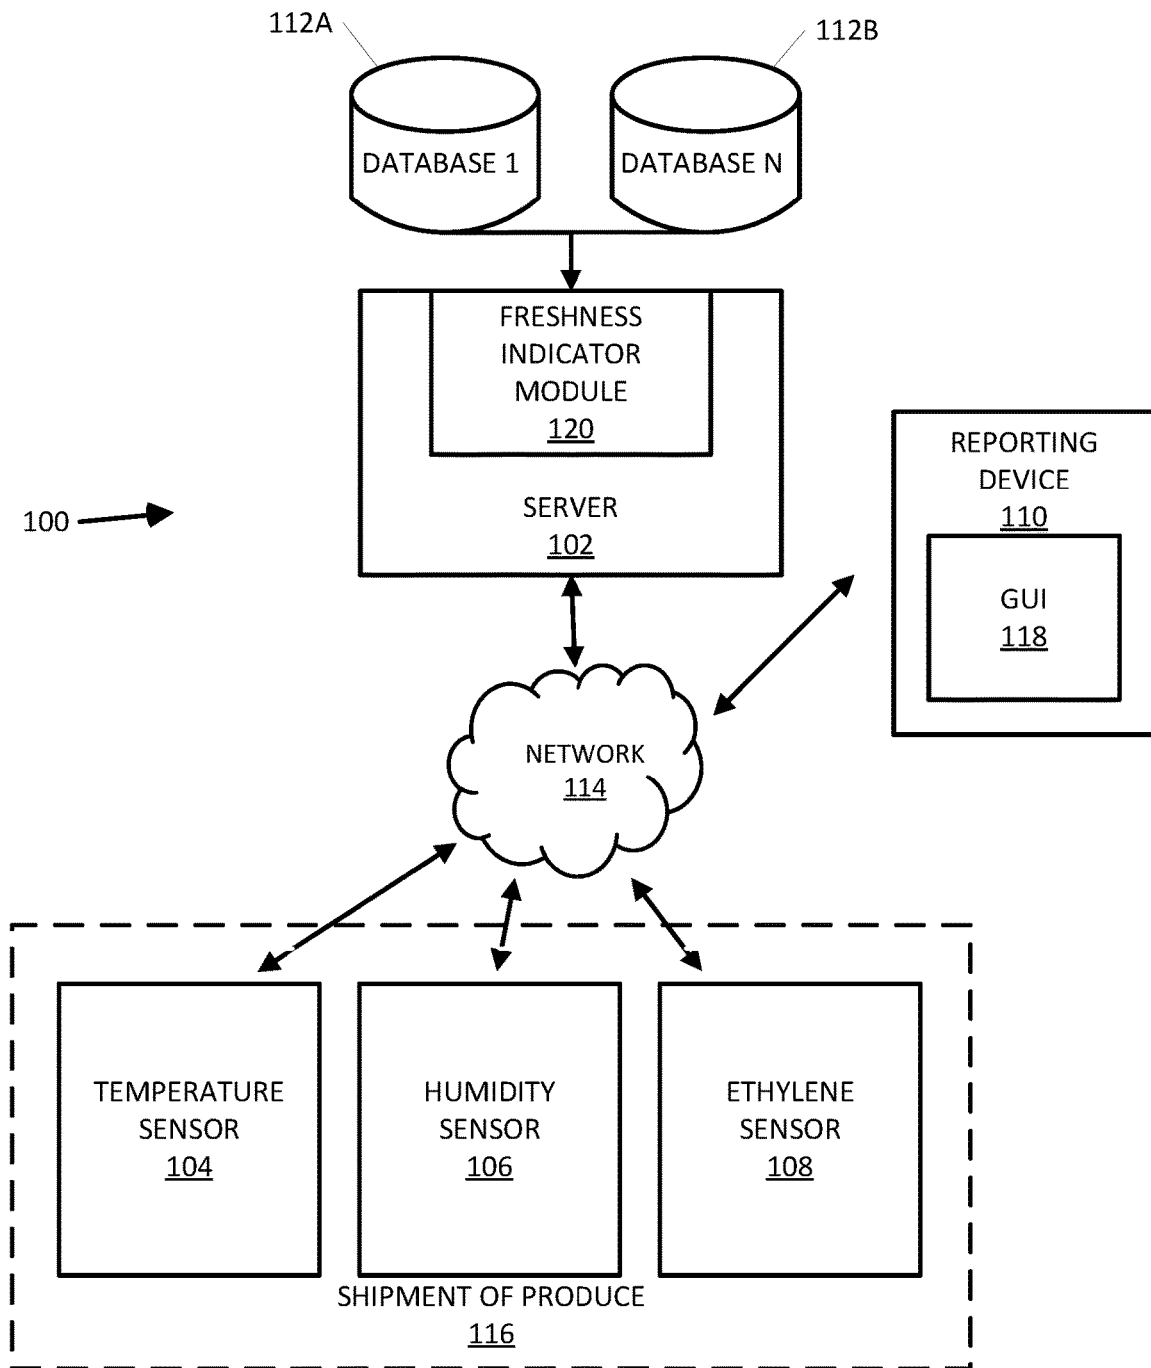 112A
112B
DATABASE 1
DATABASE N
FRESHNESS
INDICATOR
MODULE
120
SERVER
102
100
REPORTING
DEVICE
110
GUI
118
NETWORK
114
TEMPERATURE
SENSOR
104
HUMIDITY
SENSOR
106
ETHYLENE
SENSOR
108
SHIPMENT OF PRODUCE
116